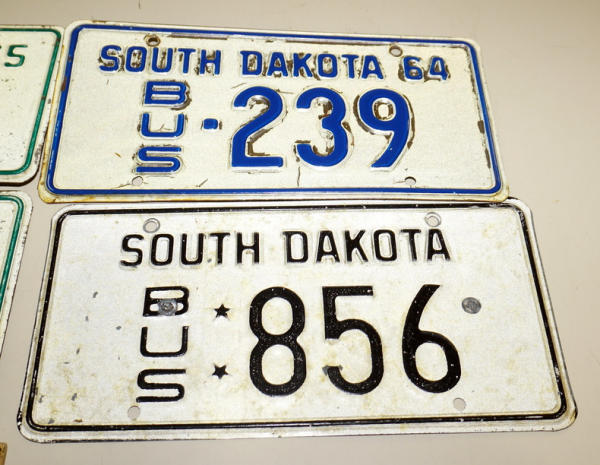 SOUTH DAKOTA 64
BUS · 239
SOUTH DAKOTA
BUS ★★ 856